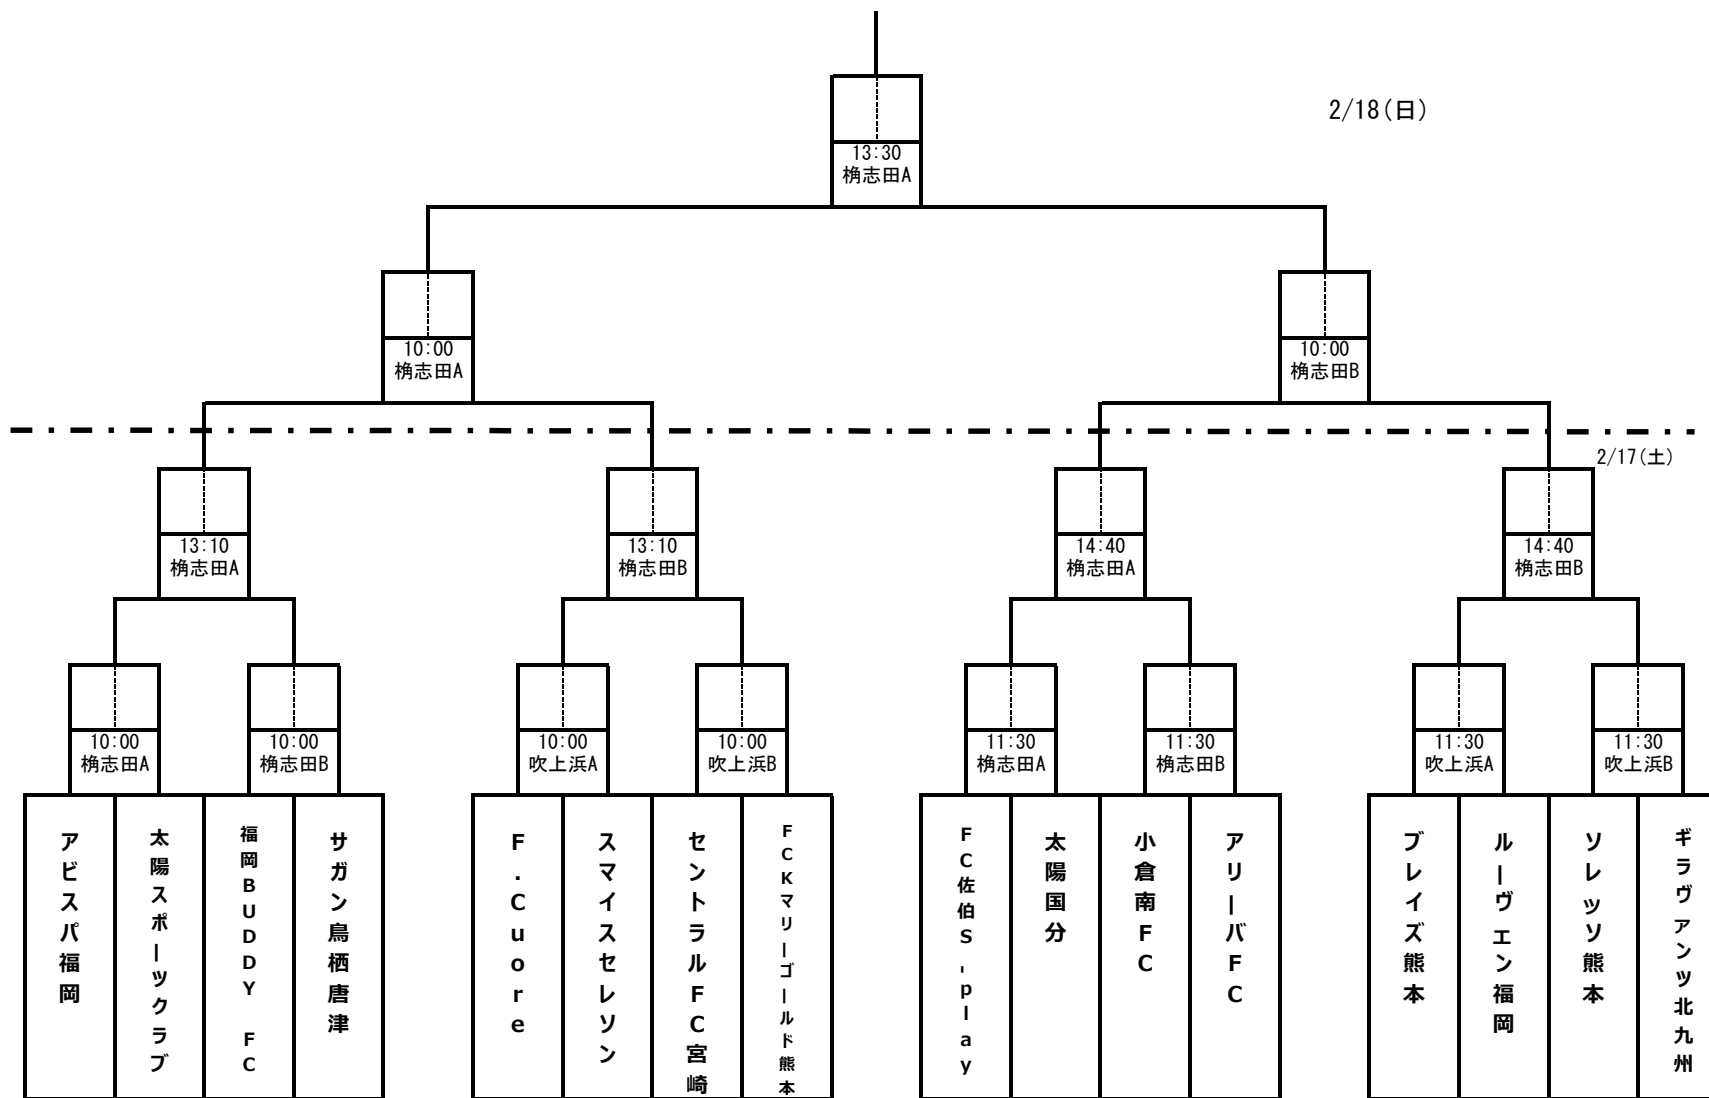 2/18(日)
13:30
桷志田A
10:00
桷志田A
10:00
桷志田B
2/17(土)
13:10
桷志田A
13:10
桷志田B
14:40
桷志田A
14:40
桷志田B
10:00
桷志田A
10:00
桷志田B
10:00
吹上浜A
10:00
吹上浜B
11:30
桷志田A
11:30
桷志田B
11:30
吹上浜A
11:30
吹上浜B
アビスパ福岡
太陽スポーツクラブ
福岡BUDDY FC
サガン鳥栖唐津
F.Cuore
スマイスセレソン
セントラルFC宮崎
FCKマリーゴールド熊本
FC佐伯S.play
太陽国分
小倉南FC
アリーバFC
ブレイズ熊本
ルーヴエン福岡
ソレッソ熊本
ギラヴアンツ北九州